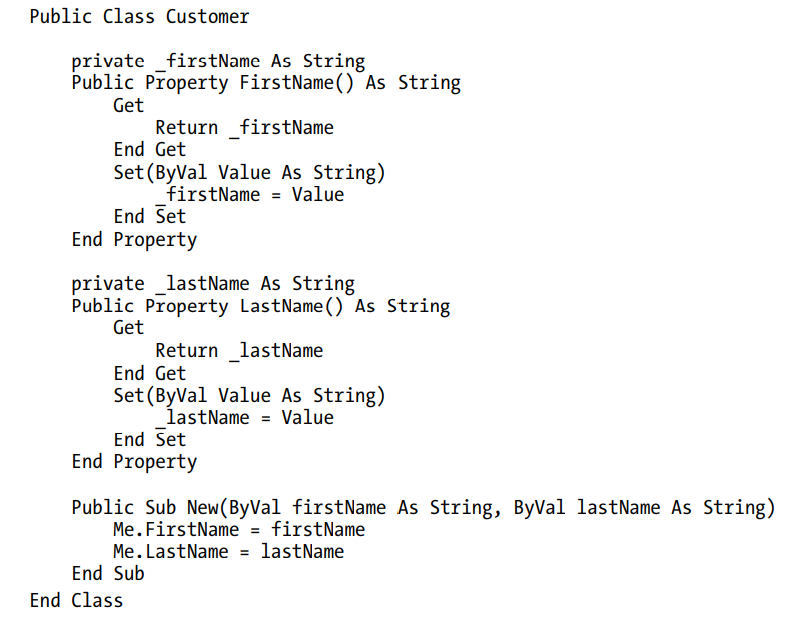 Public Class Customer
    private _firstName As String
    Public Property FirstName() As String
        Get
            Return _firstName
        End Get
        Set(ByVal Value As String)
            _firstName = Value
        End Set
    End Property
    private _lastName As String
    Public Property LastName() As String
        Get
            Return _lastName
        End Get
        Set(ByVal Value As String)
            _lastName = Value
        End Set
    End Property
    Public Sub New(ByVal firstName As String, ByVal lastName As String)
        Me.FirstName = firstName
        Me.LastName = lastName
    End Sub
End Class